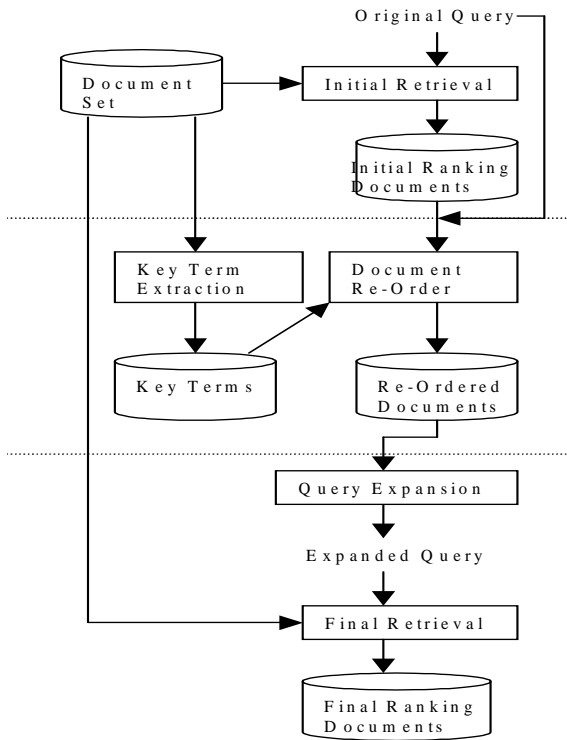 Original Query
Document
Set
Initial Retrieval
Initial Ranking
Documents
Key Term
Extraction
Document
Re-Order
Key Terms
Re-Ordered
Documents
Query Expansion
Expanded Query
Final Retrieval
Final Ranking
Documents